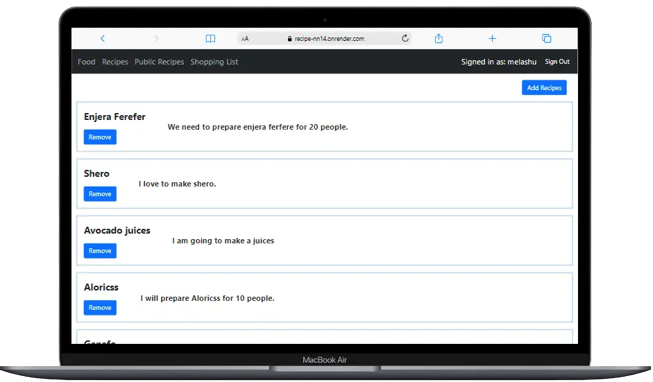 AA recipe-nn14.onrender.com
Food Recipes Public Recipes Shopping List Signed in as: melashu Sign Out
Add Recipes
Enjera Ferefer
We need to prepare enjera ferfere for 20 people.
Remove
Shero
I love to make shero.
Remove
Avocado juices
I am going to make a juices
Remove
Aloricss
I will prepare Aloricss for 10 people.
Remove
MacBook Air